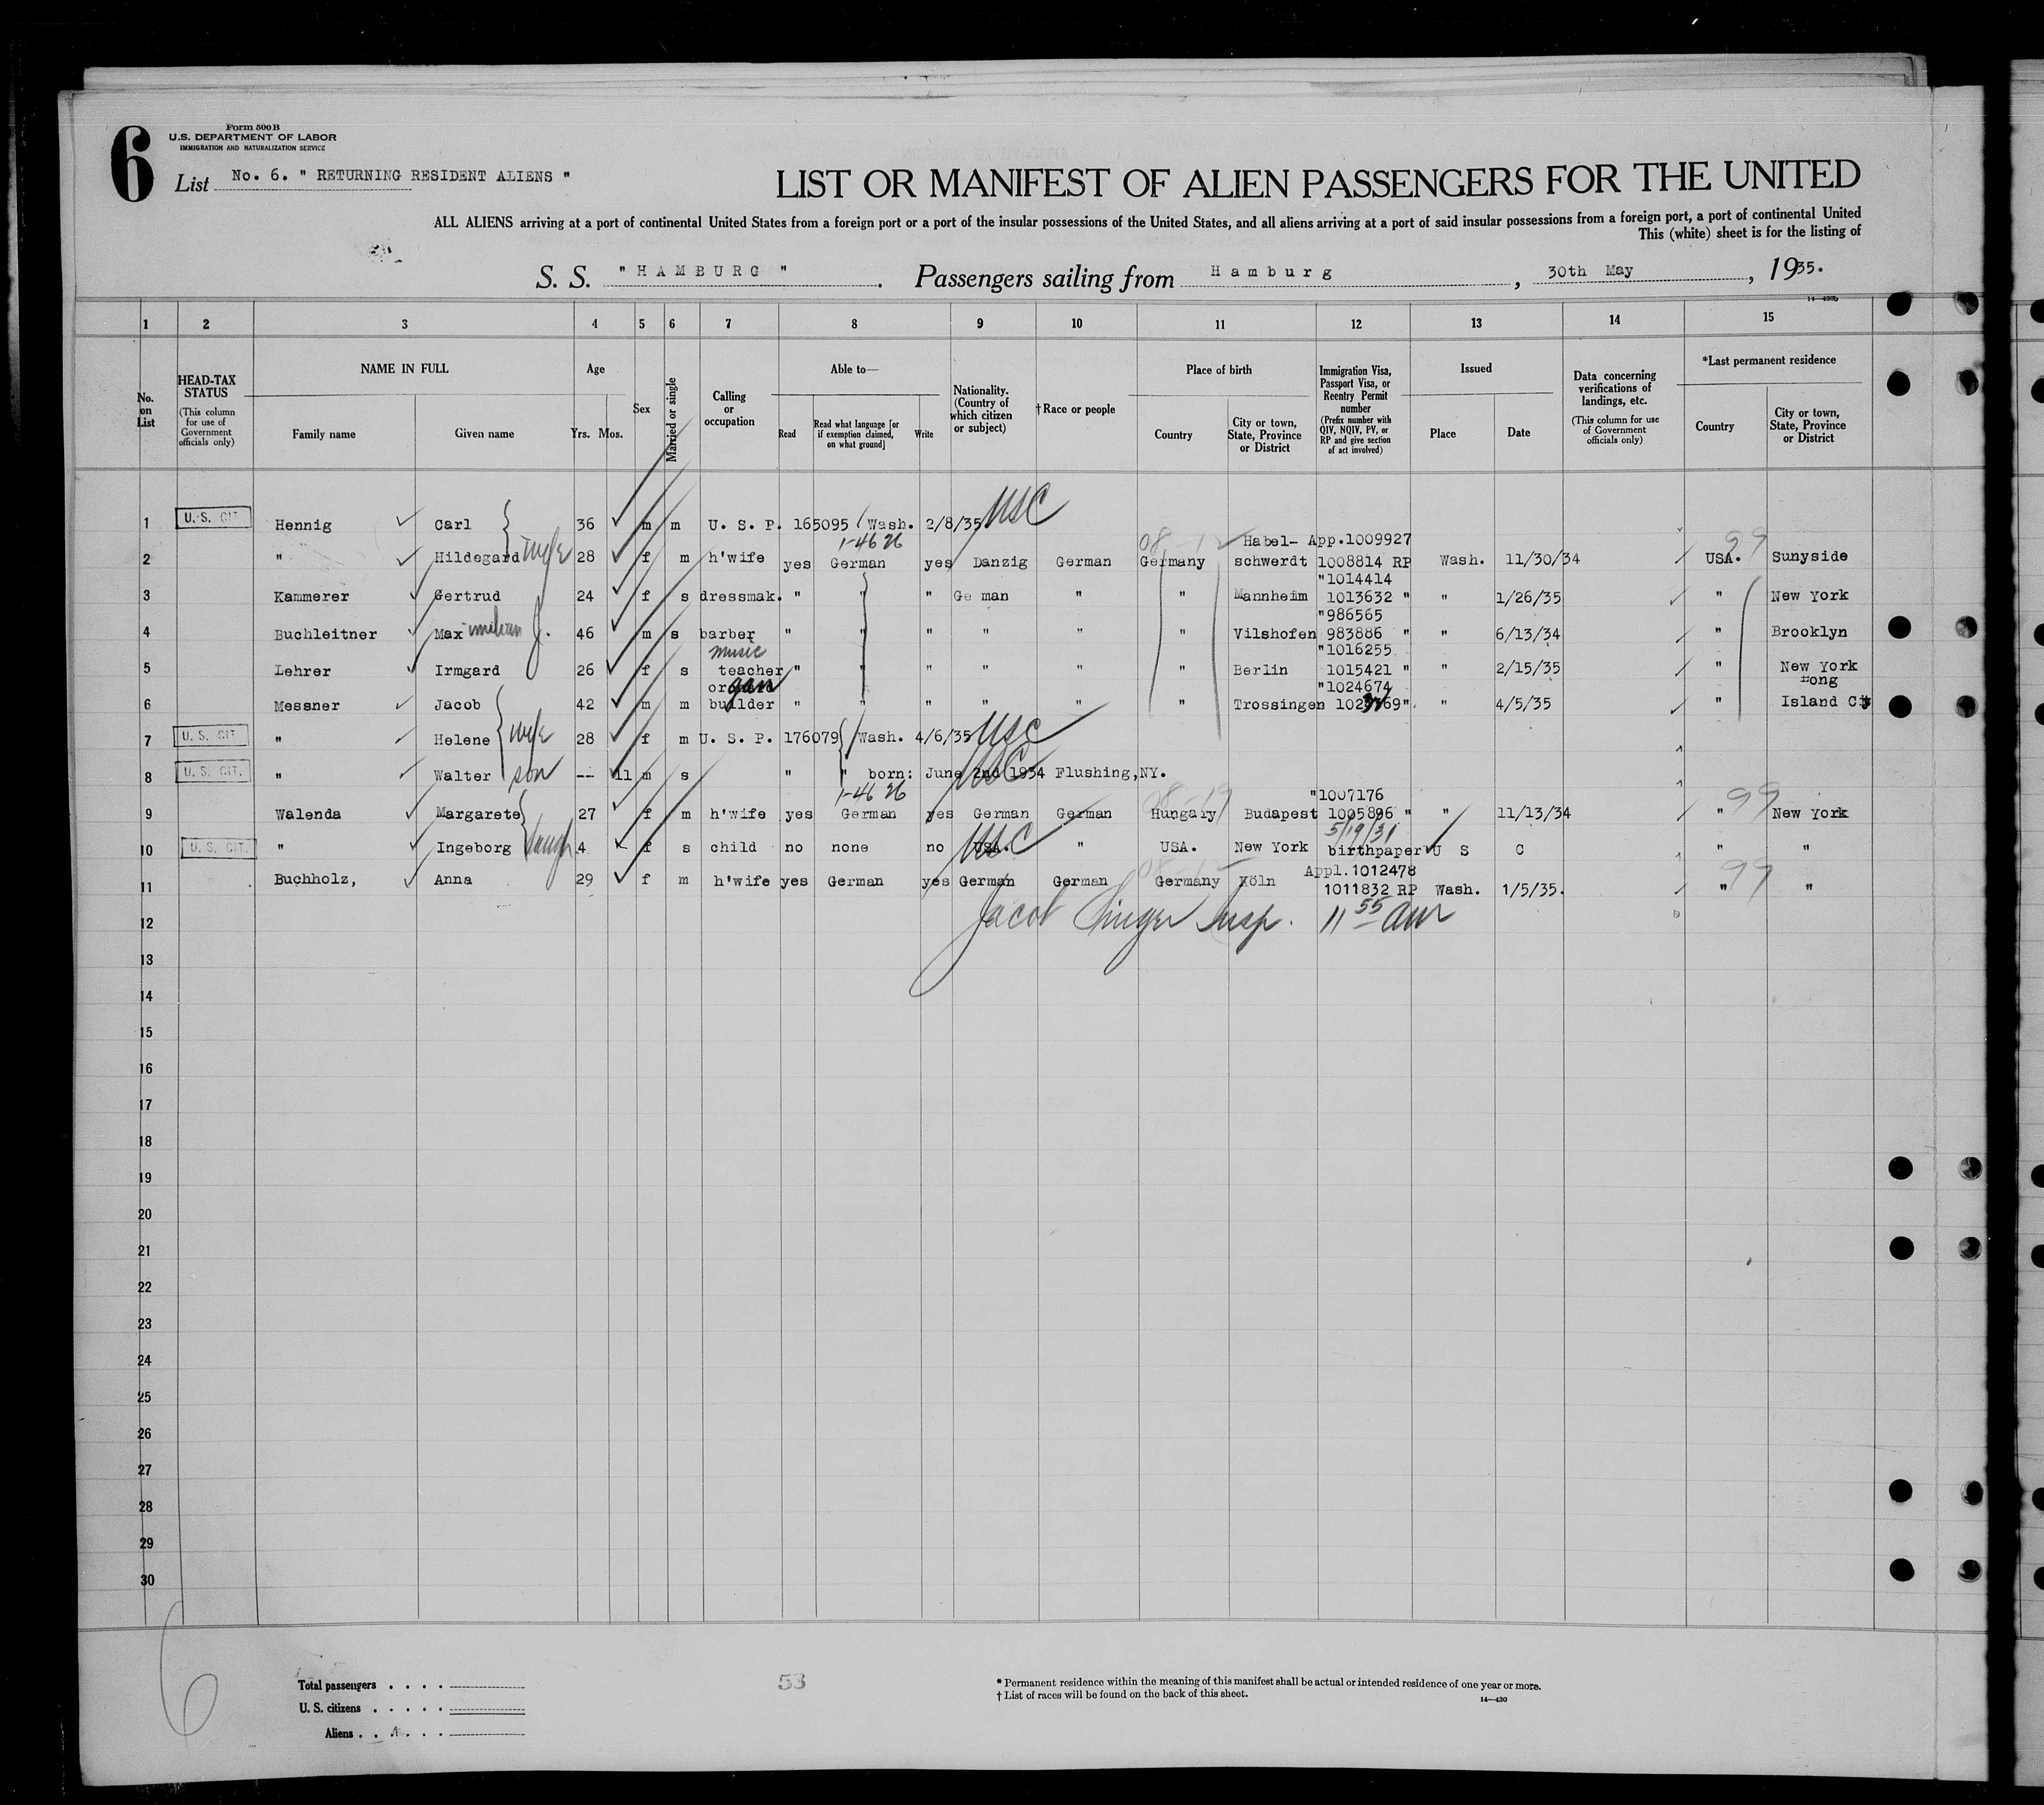 6
Form 500 B
U.S. DEPARTMENT OF LABOR
IMMIGRATION AND NATURALIZATION SERVICE
List No. 6. " RETURNING RESIDENT ALIENS "
LIST OR MANIFEST OF ALIEN PASSENGERS FOR THE UNITED
ALL ALIENS arriving at a port of continental United States from a foreign port or a port of the insular possessions of the United States, and all aliens arriving at a port of said insular possessions from a foreign port, a port of continental United
This (white) sheet is for the listing of
S. S. "HAMBURG". Passengers sailing from Hamburg, 30th May, 1935.
1 2 3 4 5 6 7 8 9 10 11 12 13 14 15
No. on List
HEAD-TAX STATUS
(This column for use of Government officials only)
NAME IN FULL
Family name Given name
Age
Yrs. Mos.
Sex
Married or single
Calling or occupation
Able to—
Read Read what language [or if exemption claimed, on what ground] Write
Nationality. (Country of which citizen or subject)
† Race or people
Place of birth
Country City or town, State, Province or District
Immigration Visa, Passport Visa, or Reentry Permit number
(Prefix number with QIV, NQIV, PV, or RP and give section of act involved)
Issued
Place Date
Data concerning verifications of landings, etc.
(This column for use of Government officials only)
*Last permanent residence
Country City or town, State, Province or District
1 U. S. CIT. Hennig Carl 36 m m U. S. P. 165095 Wash. 2/8/35 USC
1-46 26 08-12 Habel- App.1009927 99
2 " Hildegard wife 28 f m h'wife yes German yes Danzig German Germany schwerdt 1008814 RP Wash. 11/30/34 USA. Sunyside
"1014414
3 Kammerer Gertrud 24 f s dressmak. " " " Ge man " " Mannheim 1013632 " " 1/26/35 " New York
"986565
4 Buchleitner Max J. 46 m s barber " " " " " " Vilshofen 983886 " " 6/13/34 " Brooklyn
music "1016255
5 Lehrer Irmgard 26 f s teacher " " " " " " Berlin 1015421 " " 2/15/35 " New York
organ "1024674 ong
6 Messner Jacob 42 m m builder " " " " " " Trossingen " " 4/5/35 " Island
7 U. S. CIT. " Helene wife 28 f m U. S. P. 176079 Wash. 4/6/35 USC
8 U. S. CIT. " Walter son -- 11 m s " " born: June 2nd 1934 Flushing,NY. USC
1-46 26 08-19 "1007176 99
9 Walenda Margarete 27 f m h'wife yes German yes German German Hungary Budapest 1005896 " " 11/13/34 " New York
5/19/31
10 U. S. CIT. " Ingeborg daugh 4 f s child no none no USA. USC " USA. New York birthpaper U S C " "
08-12 Appl.1012478 99
11 Buchholz, Anna 29 f m h'wife yes German yes German German Germany Köln 1011832 RP Wash. 1/5/35. " "
12 Jacob Singer Insp. 11 55 am
13
14
15
16
17
18
19
20
21
22
23
24
25
26
27
28
29
30
6
Total passengers
U. S. citizens
Aliens
53
* Permanent residence within the meaning of this manifest shall be actual or intended residence of one year or more.
† List of races will be found on the back of this sheet.
14—430